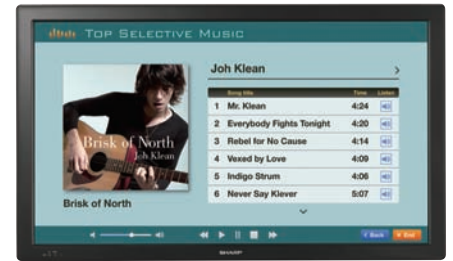 Top Selective Music
Joh Klean
Song title Time Listen
1 Mr. Klean 4:24
2 Everybody Fights Tonight 4:20
3 Rebel for No Cause 4:14
4 Vexed by Love 4:09
5 Indigo Strum 4:06
6 Never Say Klever 5:07
Brisk of North
Joh Klean
Brisk of North
Back End
SHARP